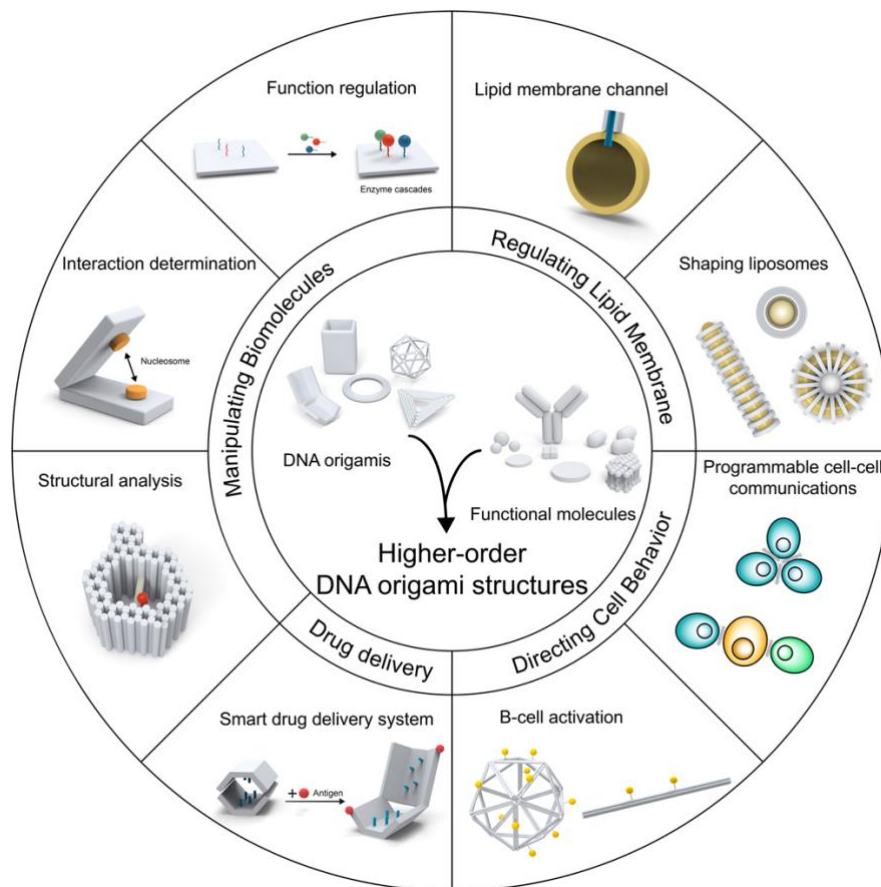 Function regulation
Enzyme cascades
Lipid membrane channel
Interaction determination
Nucleosome
Shaping liposomes
Manipulating Biomolecules
Regulating Lipid Membrane
DNA origamis
Functional molecules
Higher-order
DNA origami structures
Structural analysis
Programmable cell-cell
communications
Drug delivery
Directing Cell Behavior
Smart drug delivery system
+ Antigen
B-cell activation